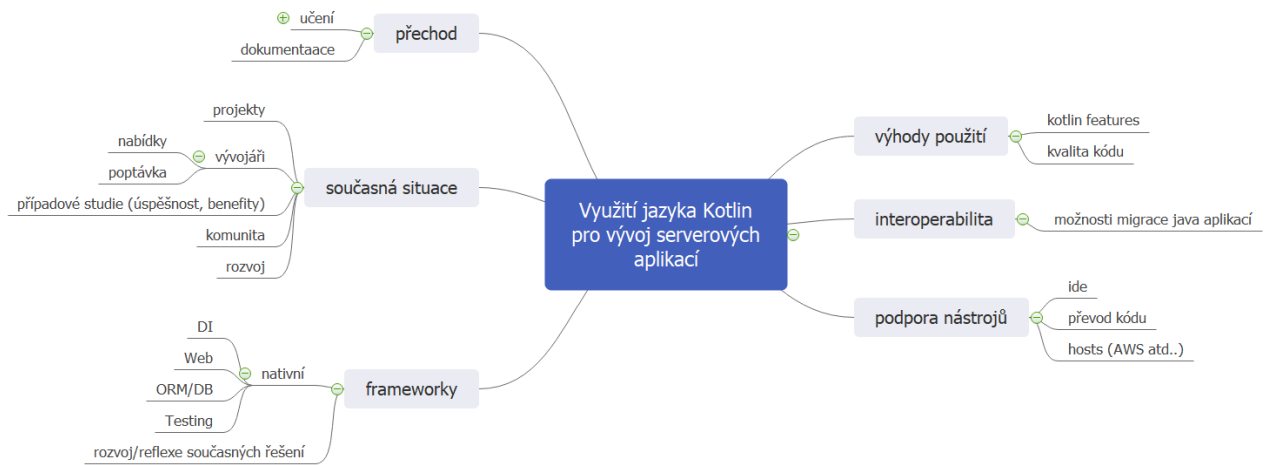 Využití jazyka Kotlin
pro vývoj serverových
aplikací
přechod
učení
dokumentaace
současná situace
projekty
vývojáři
nabídky
poptávka
případové studie (úspěšnost, benefity)
komunita
rozvoj
frameworky
nativní
DI
Web
ORM/DB
Testing
rozvoj/reflexe současných řešení
výhody použití
kotlin features
kvalita kódu
interoperabilita
možnosti migrace java aplikací
podpora nástrojů
ide
převod kódu
hosts (AWS atd..)